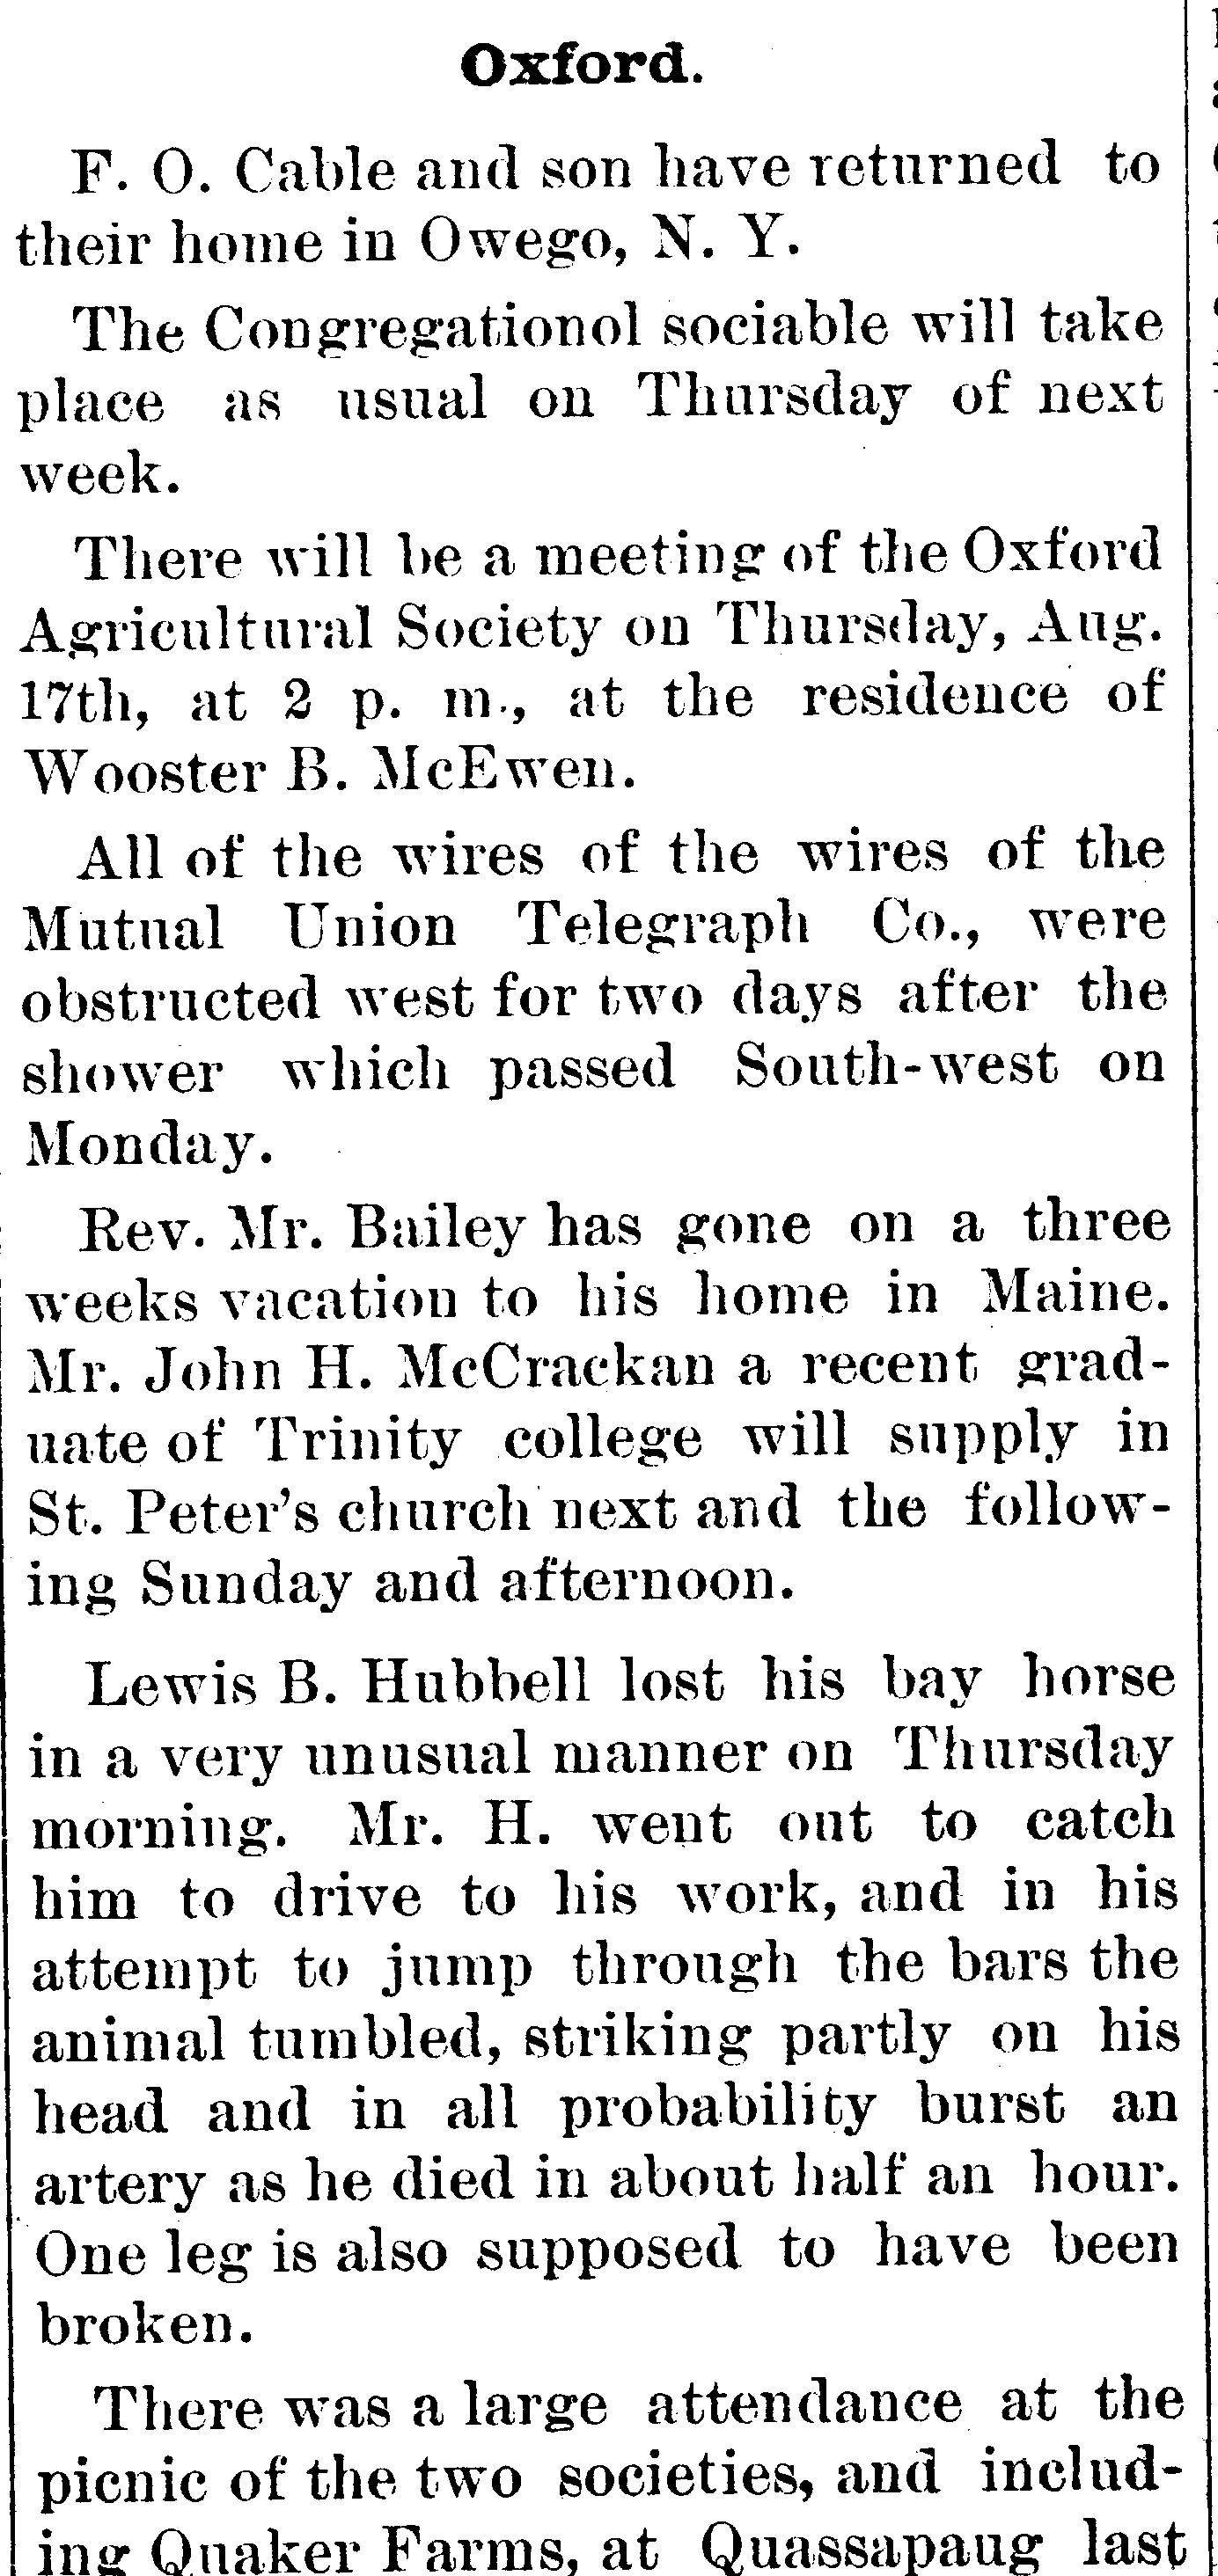 Oxford.
F. O. Cable and son have returned to
their home in Owego, N. Y.
The Congregationol sociable will take
place as usual on Thursday of next
week.
There will be a meeting of the Oxford
Agricultural Society on Thursday, Aug.
17th, at 2 p. m., at the residence of
Wooster B. McEwen.
All of the wires of the wires of the
Mutual Union Telegraph Co., were
obstructed west for two days after the
shower which passed South-west on
Monday.
Rev. Mr. Bailey has gone on a three
weeks vacation to his home in Maine.
Mr. John H. McCrackan a recent grad-
uate of Trinity college will supply in
St. Peter's church next and the follow-
ing Sunday and afternoon.
Lewis B. Hubbell lost his bay horse
in a very unusual manner on Thursday
morning. Mr. H. went out to catch
him to drive to his work, and in his
attempt to jump through the bars the
animal tumbled, striking partly on his
head and in all probability burst an
artery as he died in about half an hour.
One leg is also supposed to have been
broken.
There was a large attendance at the
picnic of the two societies, and includ-
ing Quaker Farms, at Quassapaug last